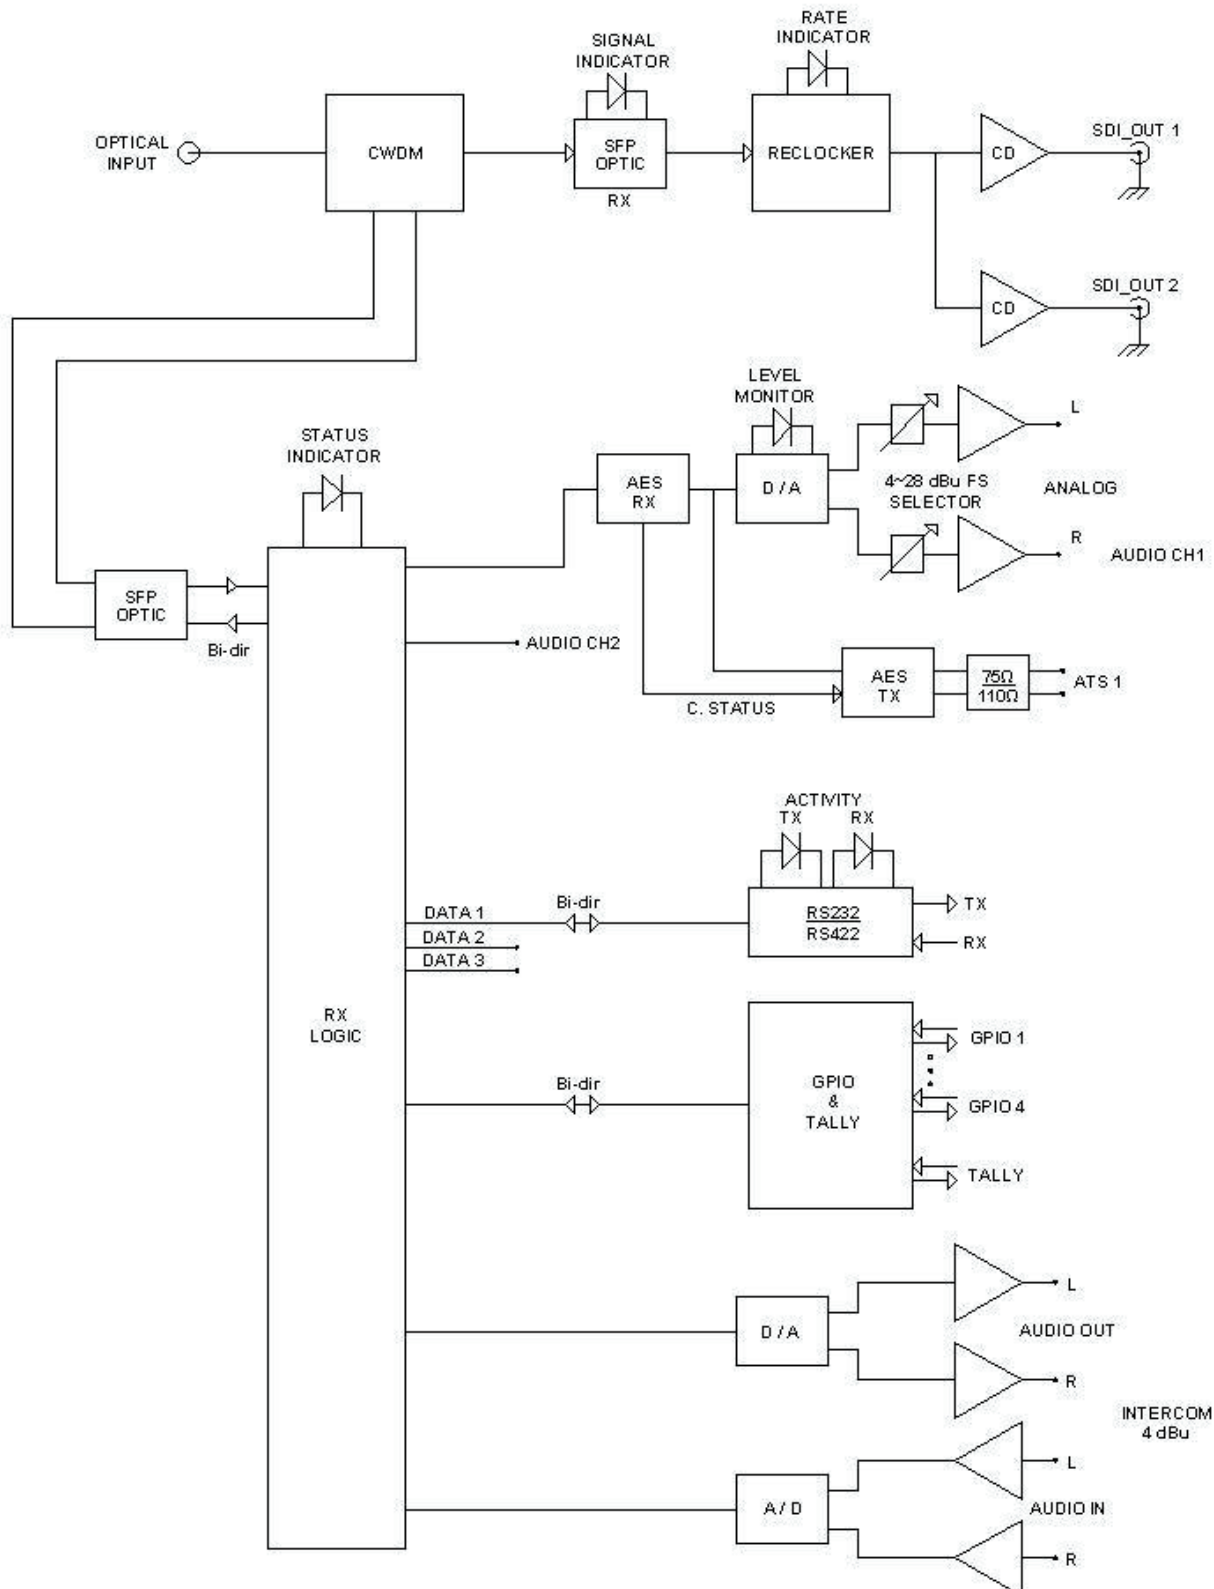 RATE
INDICATOR
SIGNAL
INDICATOR
OPTICAL
INPUT
CWDM
SFP
OPTIC
RX
RECLOCKER
CD
SDI_OUT 1
CD
SDI_OUT 2
LEVEL
MONITOR
STATUS
INDICATOR
AES
RX
D / A
4~28 dBu FS
SELECTOR
L
ANALOG
R
AUDIO CH1
SFP
OPTIC
Bi-dir
AUDIO CH2
C. STATUS
AES
TX
75Ω
110Ω
ATS 1
ACTIVITY
TX
RX
DATA 1
DATA 2
DATA 3
Bi-dir
RS232
RS422
TX
RX
RX
LOGIC
Bi-dir
GPIO
&
TALLY
GPIO 1
GPIO 4
TALLY
D / A
L
AUDIO OUT
R
INTERCOM
4 dBu
A / D
L
AUDIO IN
R